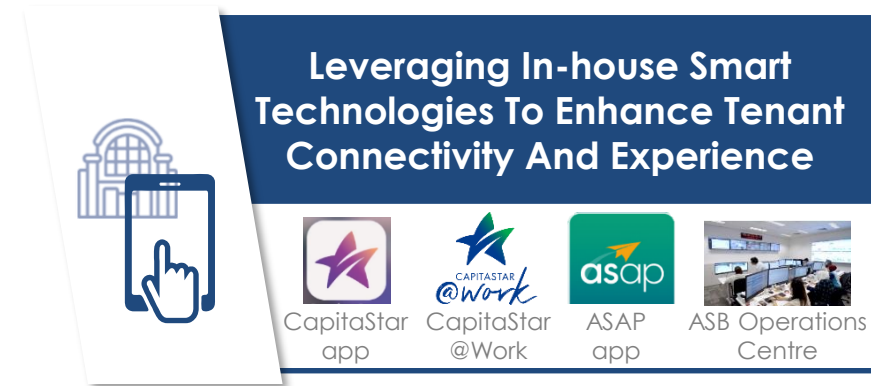 Leveraging In-house Smart
Technologies To Enhance Tenant
Connectivity And Experience
CAPITASTAR
@work
asap
CapitaStar
app
CapitaStar
@Work
ASAP
app
ASB Operations
Centre